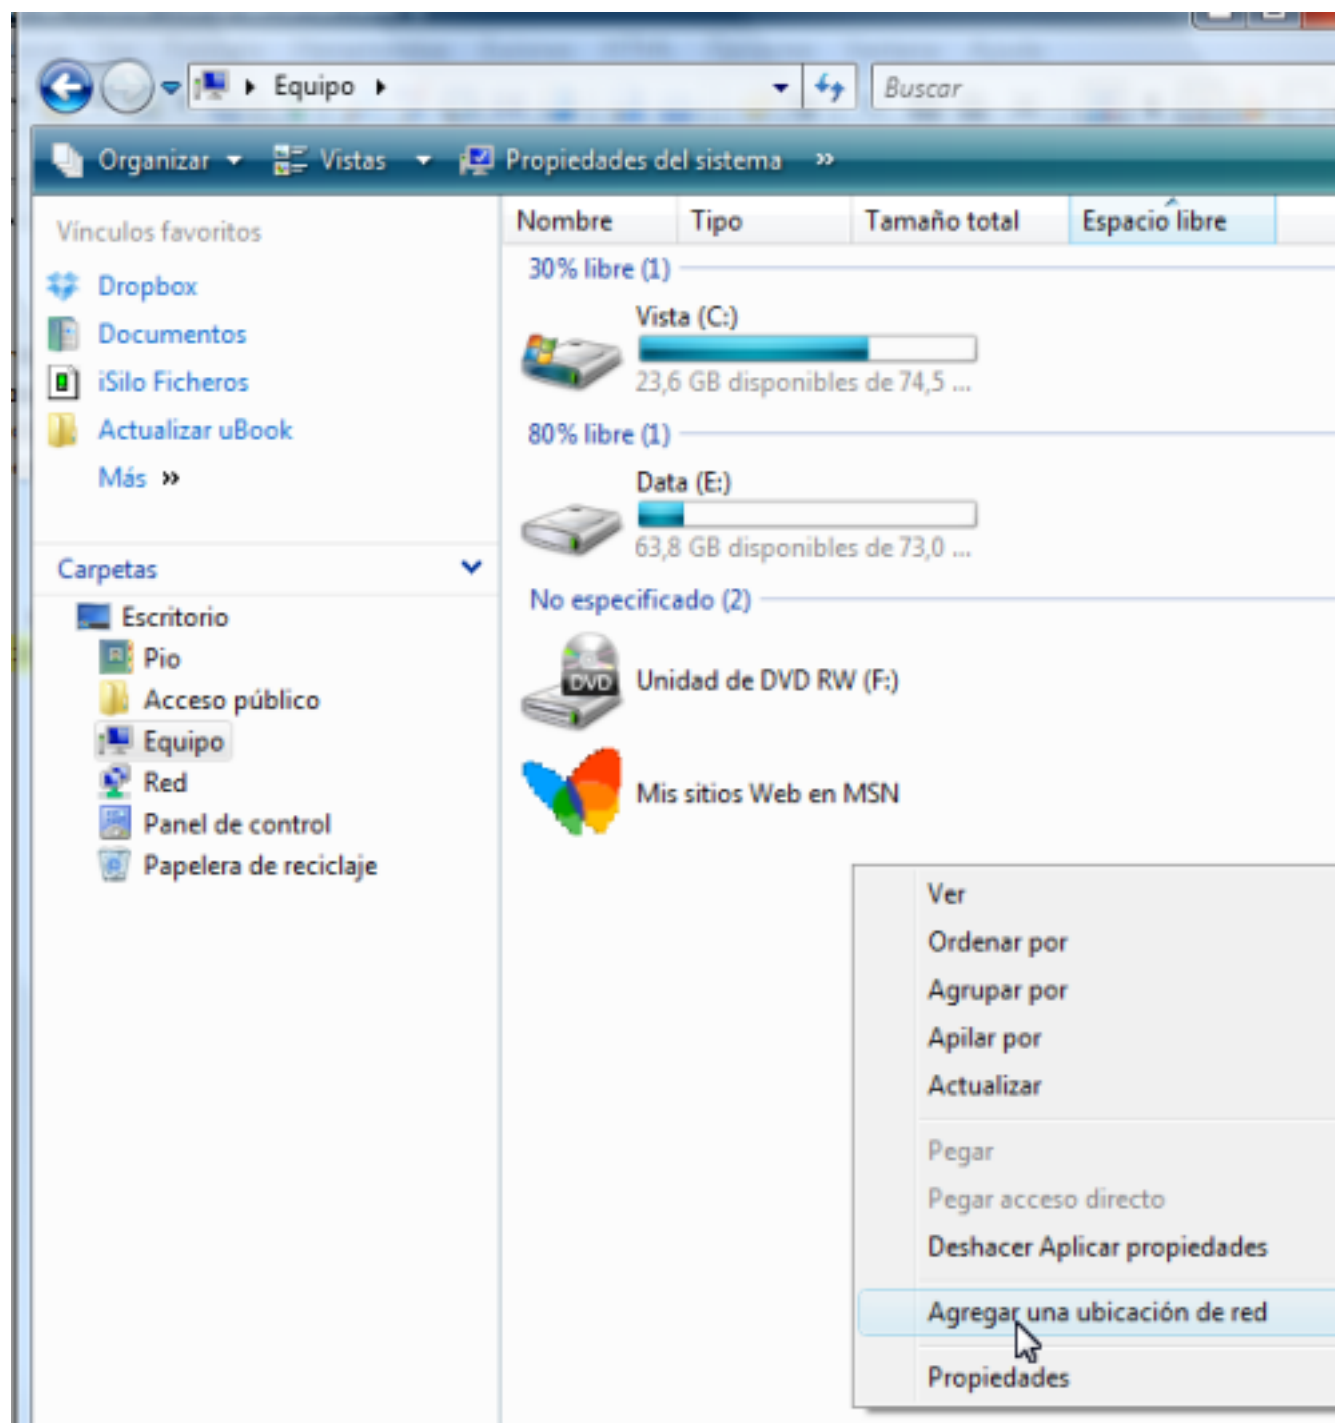 Equipo
Buscar
Organizar Vistas Propiedades del sistema »
Vínculos favoritos
Dropbox
Documentos
iSilo Ficheros
Actualizar uBook
Más »
Carpetas
Escritorio
Pio
Acceso público
Equipo
Red
Panel de control
Papelera de reciclaje
Nombre Tipo Tamaño total Espacio libre
30% libre (1)
Vista (C:)
23,6 GB disponibles de 74,5 ...
80% libre (1)
Data (E:)
63,8 GB disponibles de 73,0 ...
No especificado (2)
DVD
Unidad de DVD RW (F:)
Mis sitios Web en MSN
Ver
Ordenar por
Agrupar por
Apilar por
Actualizar
Pegar
Pegar acceso directo
Deshacer Aplicar propiedades
Agregar una ubicación de red
Propiedades